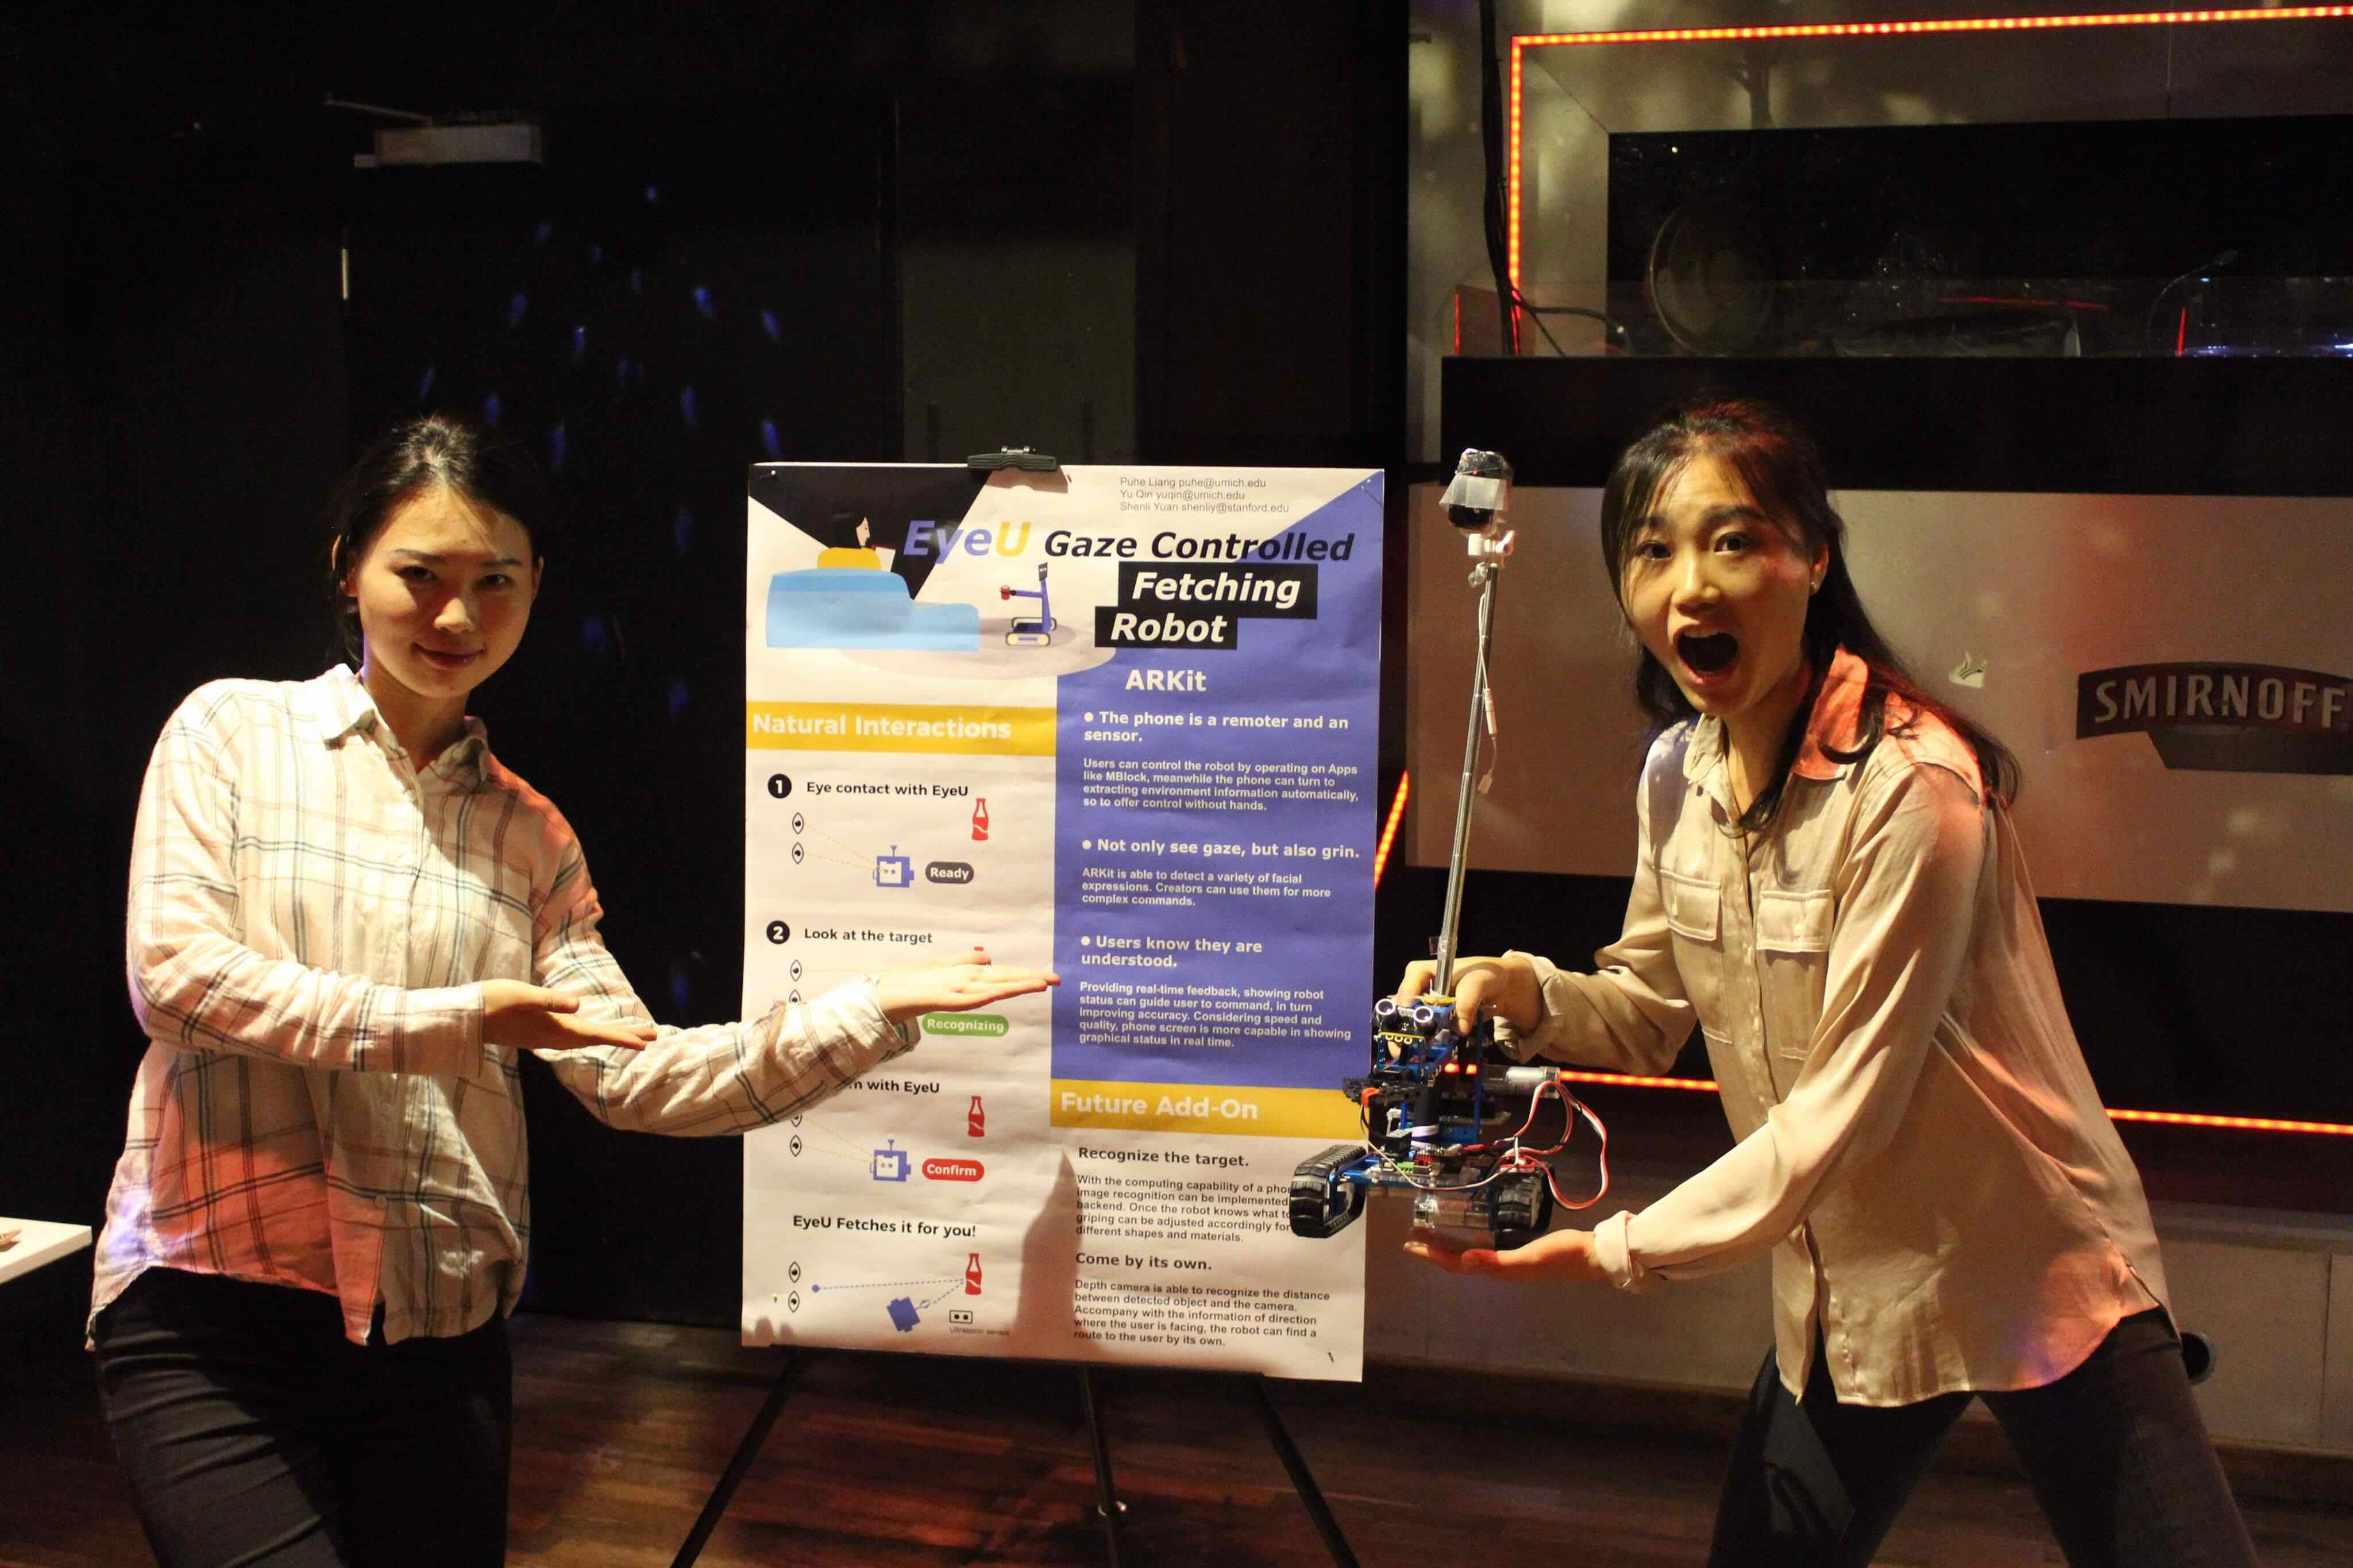 Puhe Liang puhe@umich.edu
Yu Qin yuqin@umich.edu
Shenli Yuan shenliy@stanford.edu
EyeU Gaze Controlled
Fetching
Robot
Natural Interactions
1 Eye contact with EyeU
Ready
2 Look at the target
Recognizing
with EyeU
Confirm
EyeU Fetches it for you!
Ultrasonic sensor
ARKit
● The phone is a remoter and an
sensor.
Users can control the robot by operating on Apps
like MBlock, meanwhile the phone can turn to
extracting environment information automatically,
so to offer control without hands.
● Not only see gaze, but also grin.
ARKit is able to detect a variety of facial
expressions. Creators can use them for more
complex commands.
● Users know they are
understood.
Providing real-time feedback, showing robot
status can guide user to command, in turn
improving accuracy. Considering speed and
quality, phone screen is more capable in showing
graphical status in real time.
Future Add-On
Recognize the target.
With the computing capability of a
image recognition can be implemented
backend. Once the robot knows what
griping can be adjusted accordingly for
different shapes and materials.
Come by its own.
Depth camera is able to recognize the distance
between detected object and the camera.
Accompany with the information of direction
where the user is facing, the robot can find a
route to the user by its own.
SMIRNOFF